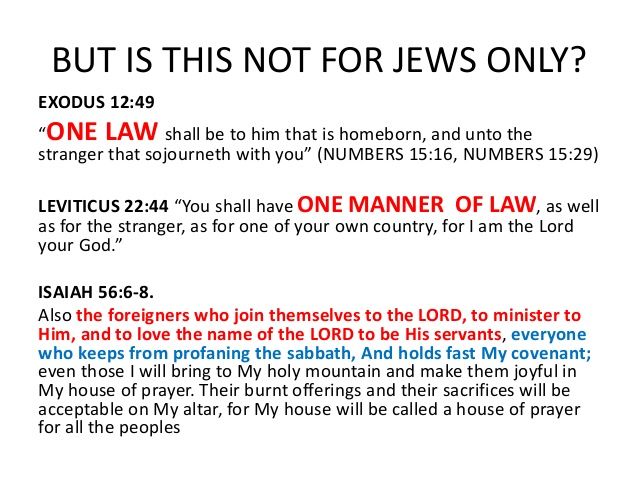 BUT IS THIS NOT FOR JEWS ONLY?
EXODUS 12:49
“ONE LAW shall be to him that is homeborn, and unto the
stranger that sojourneth with you” (NUMBERS 15:16, NUMBERS 15:29)
LEVITICUS 22:44 “You shall have ONE MANNER OF LAW, as well
as for the stranger, as for one of your own country, for I am the Lord
your God.”
ISAIAH 56:6-8.
Also the foreigners who join themselves to the LORD, to minister to
Him, and to love the name of the LORD to be His servants, everyone
who keeps from profaning the sabbath, And holds fast My covenant;
even those I will bring to My holy mountain and make them joyful in
My house of prayer. Their burnt offerings and their sacrifices will be
acceptable on My altar, for My house will be called a house of prayer
for all the peoples